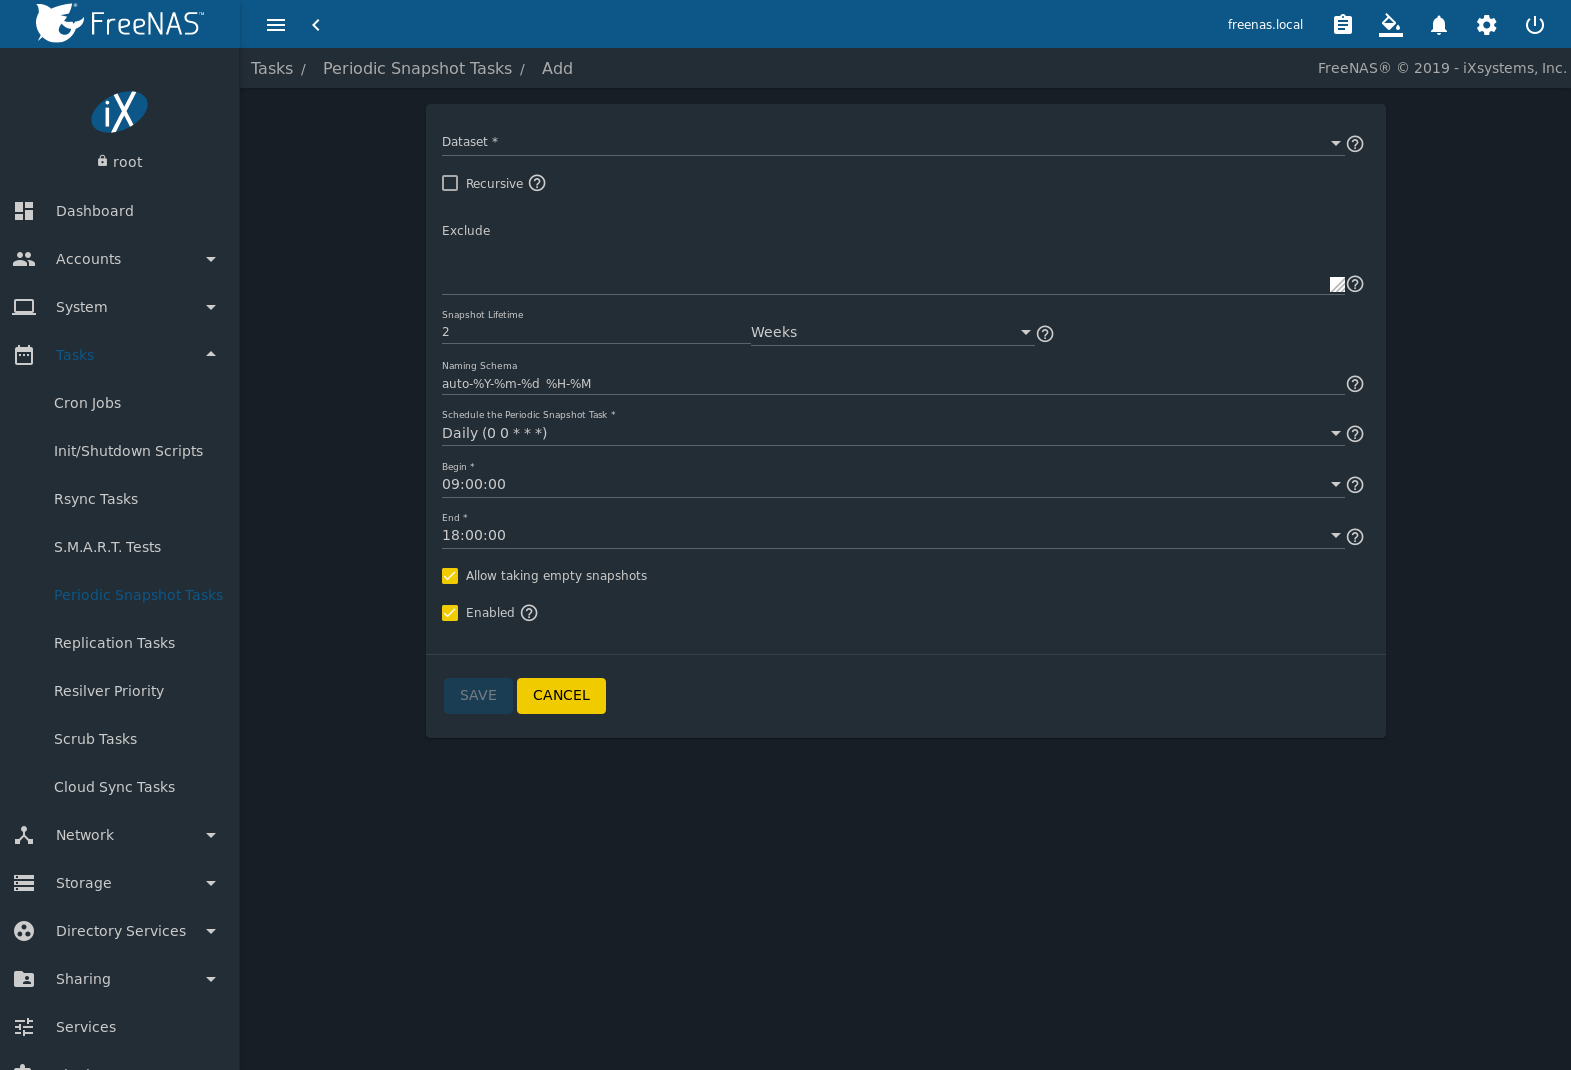 FreeNAS™
freenas.local
Tasks / Periodic Snapshot Tasks / Add
FreeNAS® © 2019 - iXsystems, Inc.
iX
root
Dashboard
Accounts
System
Tasks
Cron Jobs
Init/Shutdown Scripts
Rsync Tasks
S.M.A.R.T. Tests
Periodic Snapshot Tasks
Replication Tasks
Resilver Priority
Scrub Tasks
Cloud Sync Tasks
Network
Storage
Directory Services
Sharing
Services
Dataset *
Recursive
Exclude
Snapshot Lifetime
2 Weeks
Naming Schema
auto-%Y-%m-%d_%H-%M
Schedule the Periodic Snapshot Task *
Daily (0 0 * * *)
Begin *
09:00:00
End *
18:00:00
Allow taking empty snapshots
Enabled
SAVE CANCEL